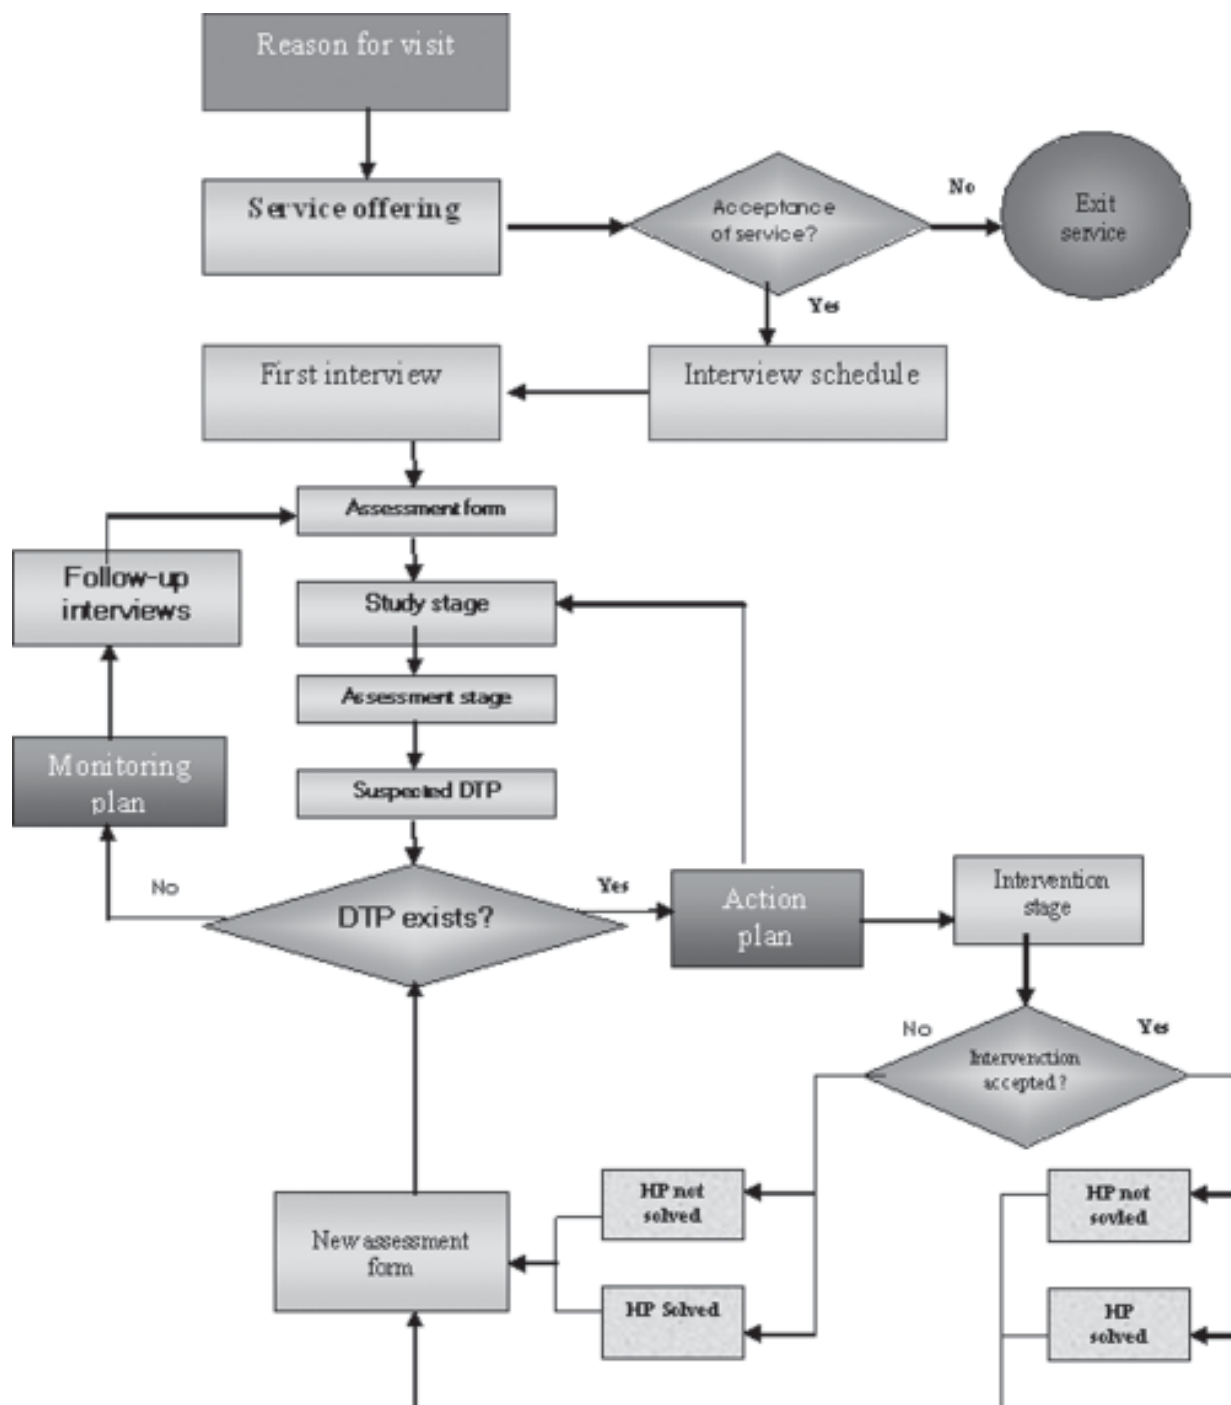 Reason for visit
Service offering
Acceptance
of service?
No
Exit
service
Yes
First interview
Interview schedule
Assessment form
Follow-up
interviews
Study stage
Assessment stage
Monitoring
plan
Suspected DTP
No
DTP exists?
Yes
Action
plan
Intervention
stage
No
Yes
Intervenction
accepted?
HP not
solved
HP not
sovled
New assessment
form
HP Solved
HP
solved